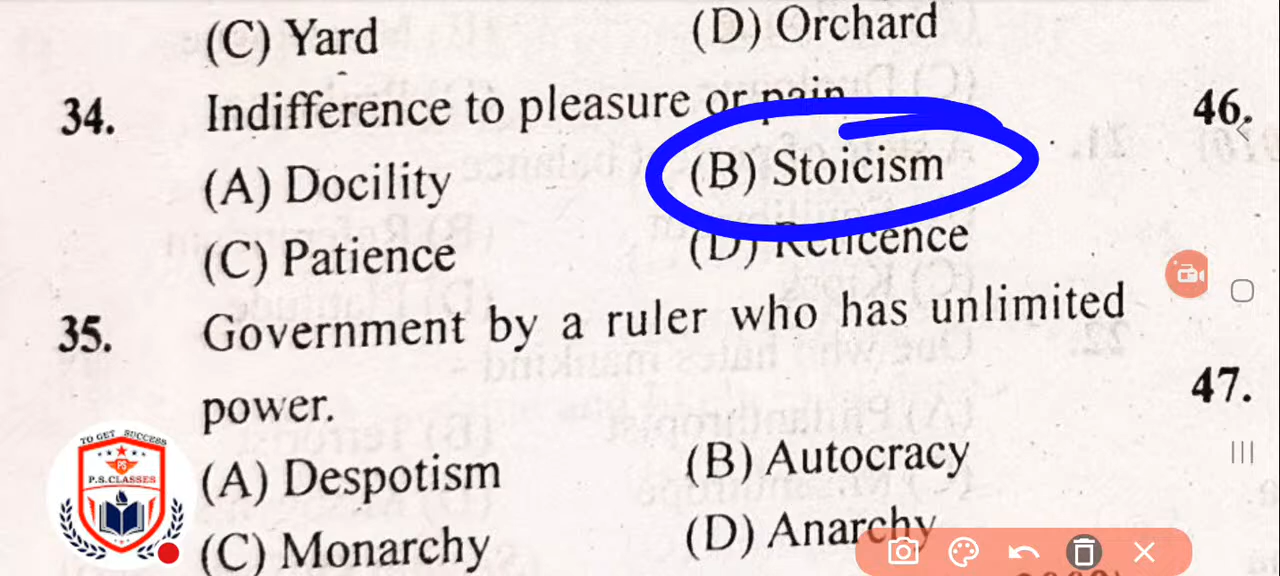 (C) Yard (D) Orchard
34. Indifference to pleasure or pain
(A) Docility (B) Stoicism
(C) Patience (D) Reticence
35. Government by a ruler who has unlimited
power.
(A) Despotism (B) Autocracy
(C) Monarchy (D) Anarchy
46.
47.
TO GET SUCCESS
PS
P.S.CLASSES